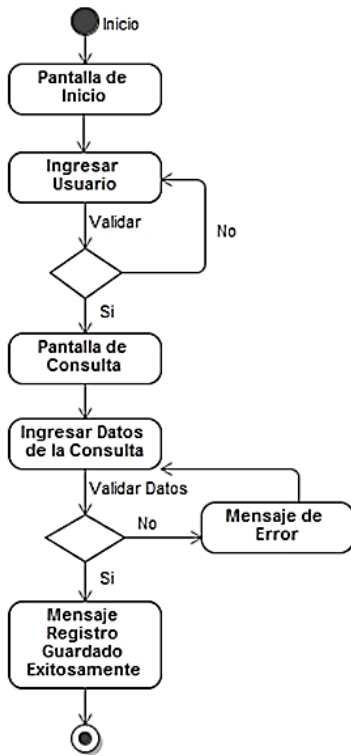 Inicio
Pantalla de
Inicio
Ingresar
Usuario
Validar
No
Si
Pantalla de
Consulta
Ingresar Datos
de la Consulta
Validar Datos
No
Mensaje de
Error
Si
Mensaje
Registro
Guardado
Exitosamente